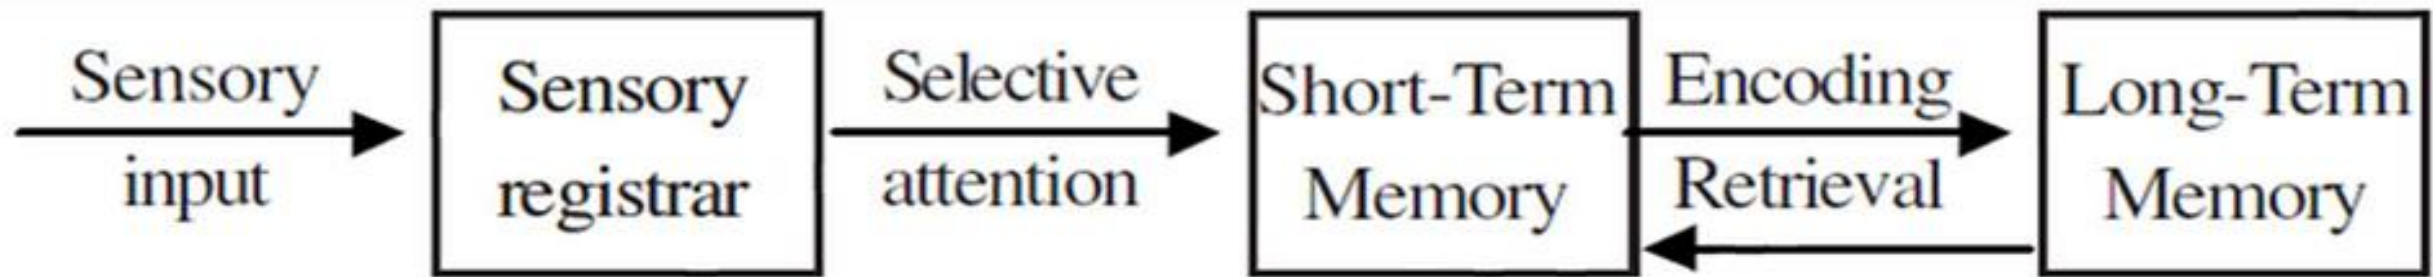 Sensory
input
Sensory
registrar
Selective
attention
Short-Term
Memory
Encoding
Retrieval
Long-Term
Memory